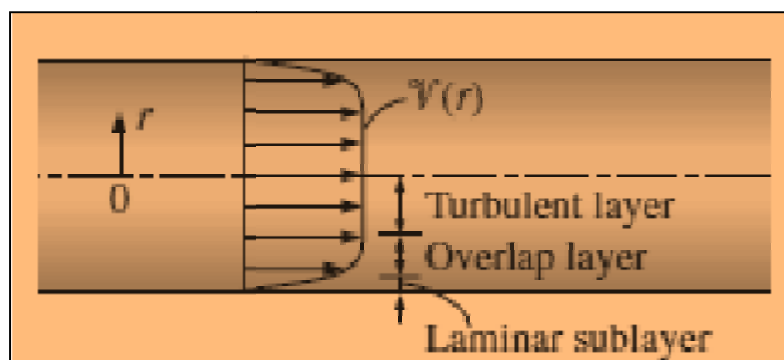 r
𝒱(r)
0
Turbulent layer
Overlap layer
Laminar sublayer